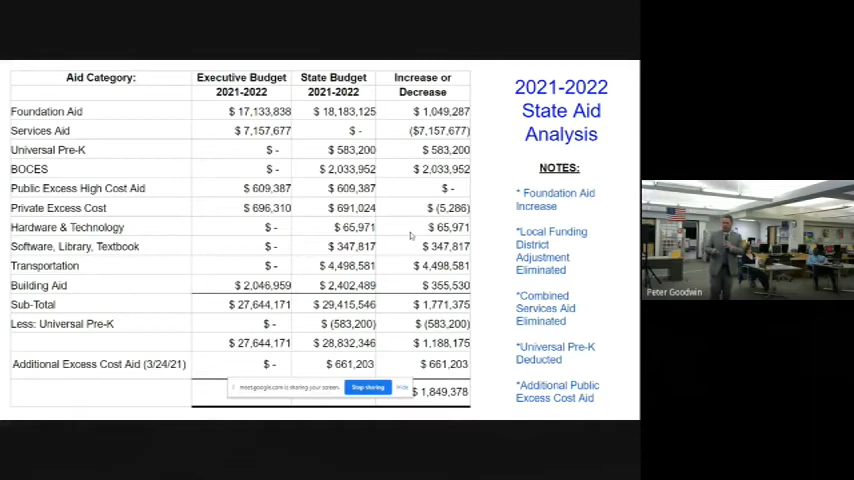 Aid Category: Executive Budget State Budget Increase or
2021-2022 2021-2022 Decrease
Foundation Aid $ 17,133,838 $ 18,183,125 $ 1,049,287
Services Aid $ 7,157,677 $ - ($7,157,677)
Universal Pre-K $ - $ 583,200 $ 583,200
BOCES $ - $ 2,033,952 $ 2,033,952
Public Excess High Cost Aid $ 609,387 $ 609,387 $ -
Private Excess Cost $ 696,310 $ 691,024 $ (5,286)
Hardware & Technology $ - $ 65,971 $ 65,971
Software, Library, Textbook $ - $ 347,817 $ 347,817
Transportation $ - $ 4,498,581 $ 4,498,581
Building Aid $ 2,046,959 $ 2,402,489 $ 355,530
Sub-Total $ 27,644,171 $ 29,415,546 $ 1,771,375
Less: Universal Pre-K $ - $ (583,200) $ (583,200)
$ 27,644,171 $ 28,832,346 $ 1,188,175
Additional Excess Cost Aid (3/24/21) $ - $ 661,203 $ 661,203
$ 1,849,378
meet.google.com is sharing your screen. Stop sharing Hide
2021-2022
State Aid
Analysis
NOTES:
* Foundation Aid
Increase
*Local Funding
District
Adjustment
Eliminated
*Combined
Services Aid
Eliminated
*Universal Pre-K
Deducted
*Additional Public
Excess Cost Aid
Peter Goodwin